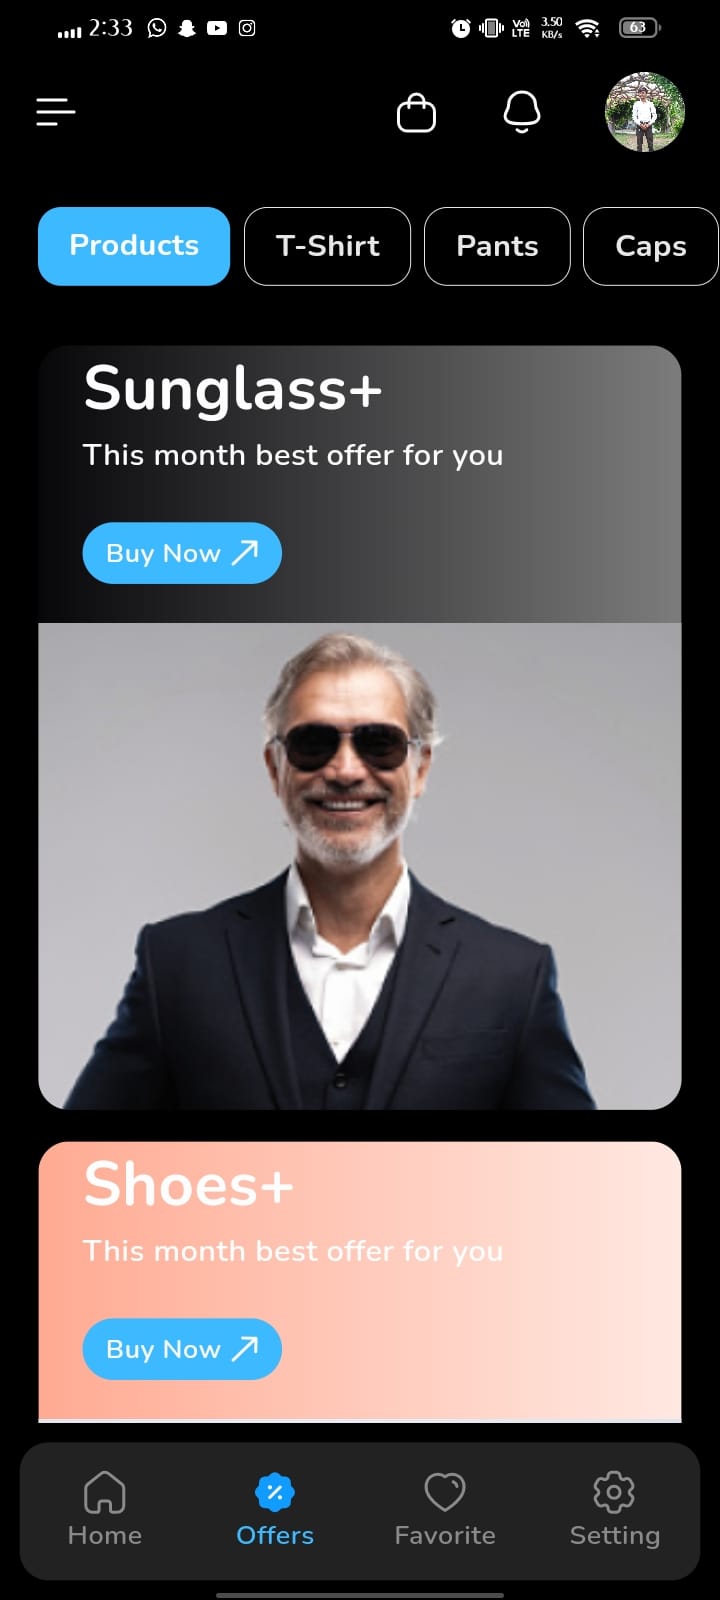 2:33 Vo)) LTE 3.50 KB/s 63
Products T-Shirt Pants Caps
Sunglass+
This month best offer for you
Buy Now
Shoes+
This month best offer for you
Buy Now
Home Offers Favorite Setting